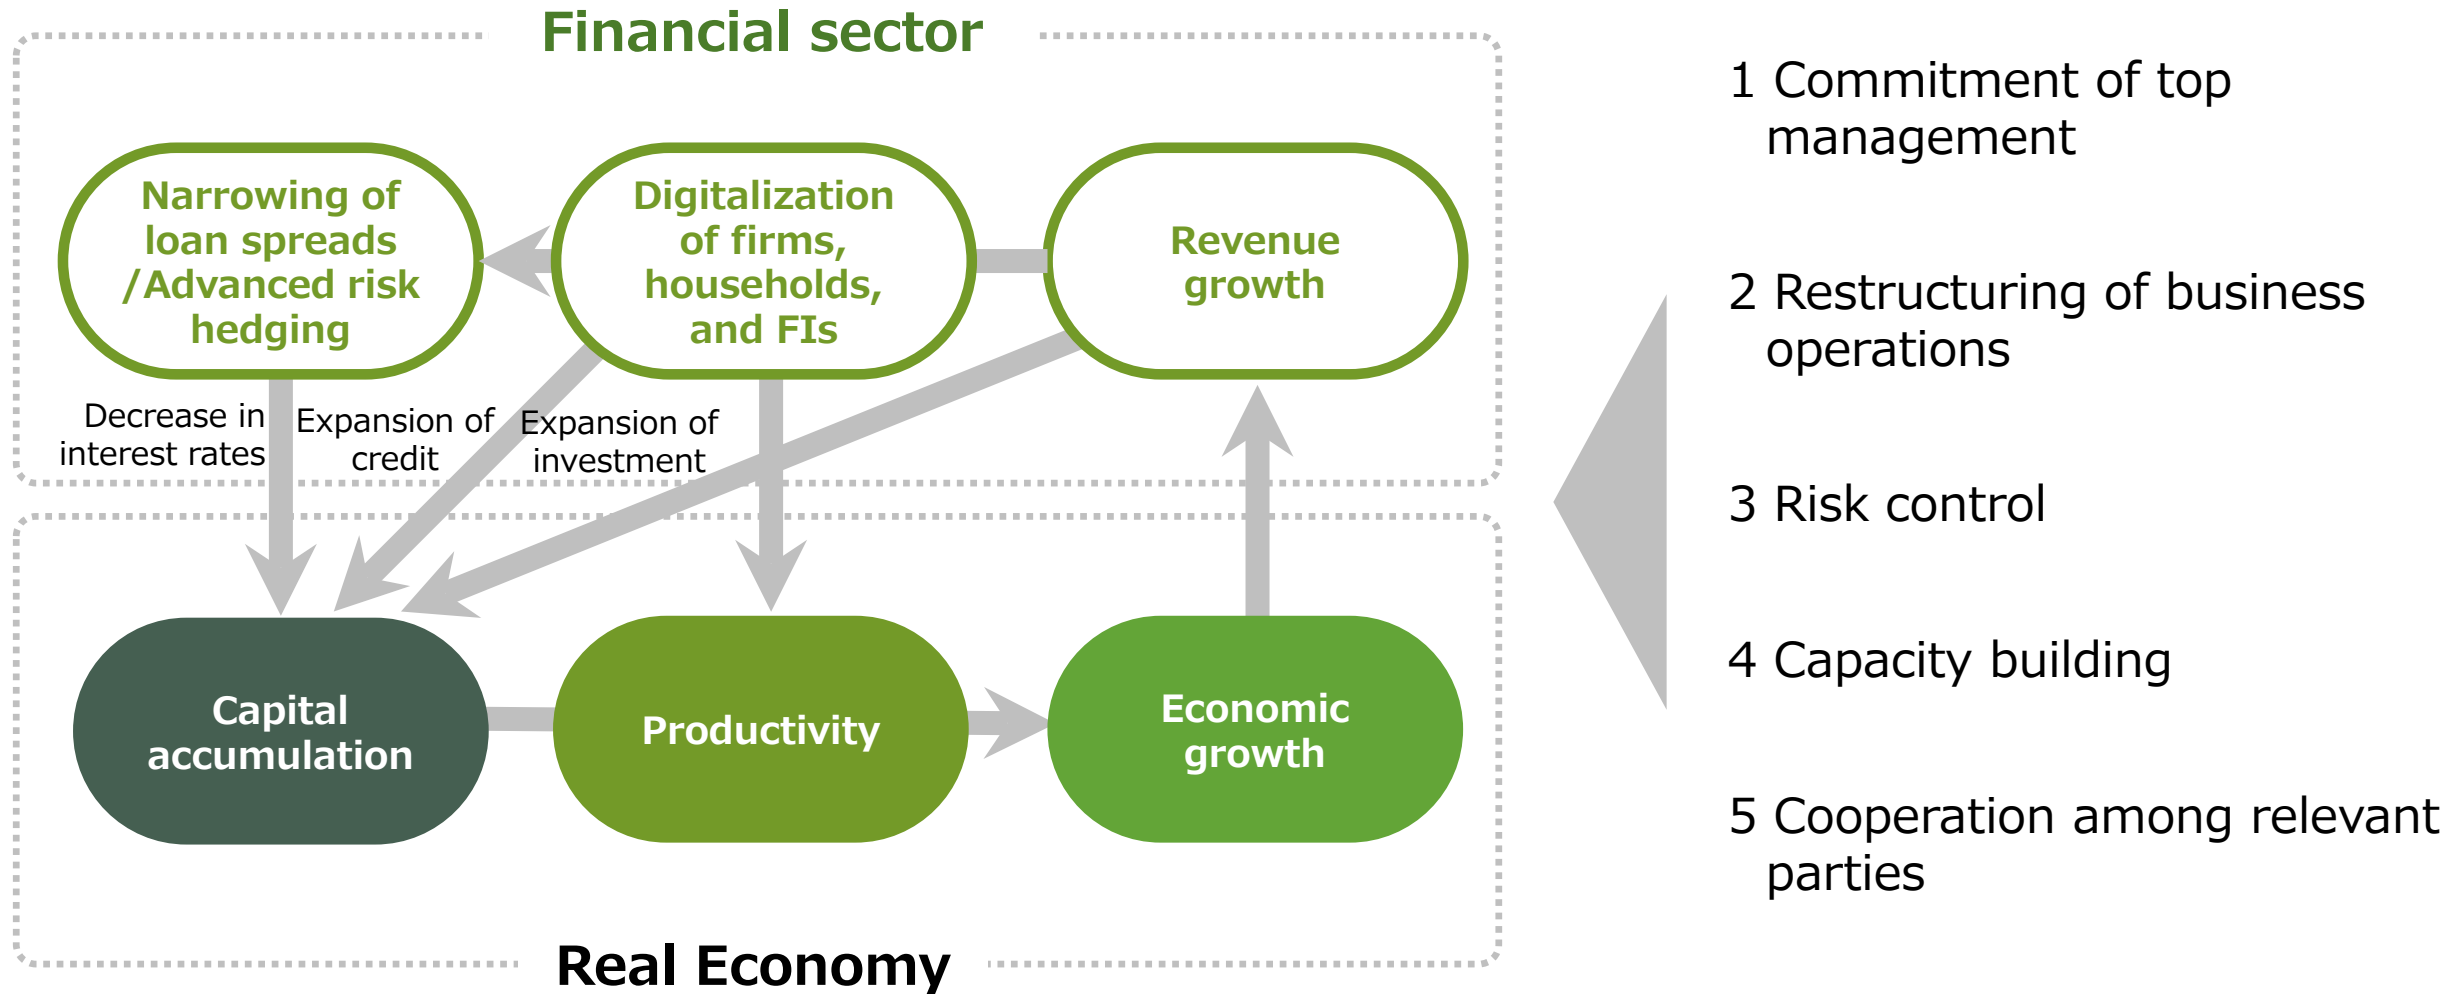 Financial sector
Narrowing of
loan spreads
/Advanced risk
hedging
Digitalization
of firms,
households,
and FIs
Revenue
growth
Decrease in
interest rates
Expansion of
credit
Expansion of
investment
Capital
accumulation
Productivity
Economic
growth
Real Economy
1 Commitment of top
management
2 Restructuring of business
operations
3 Risk control
4 Capacity building
5 Cooperation among relevant
parties